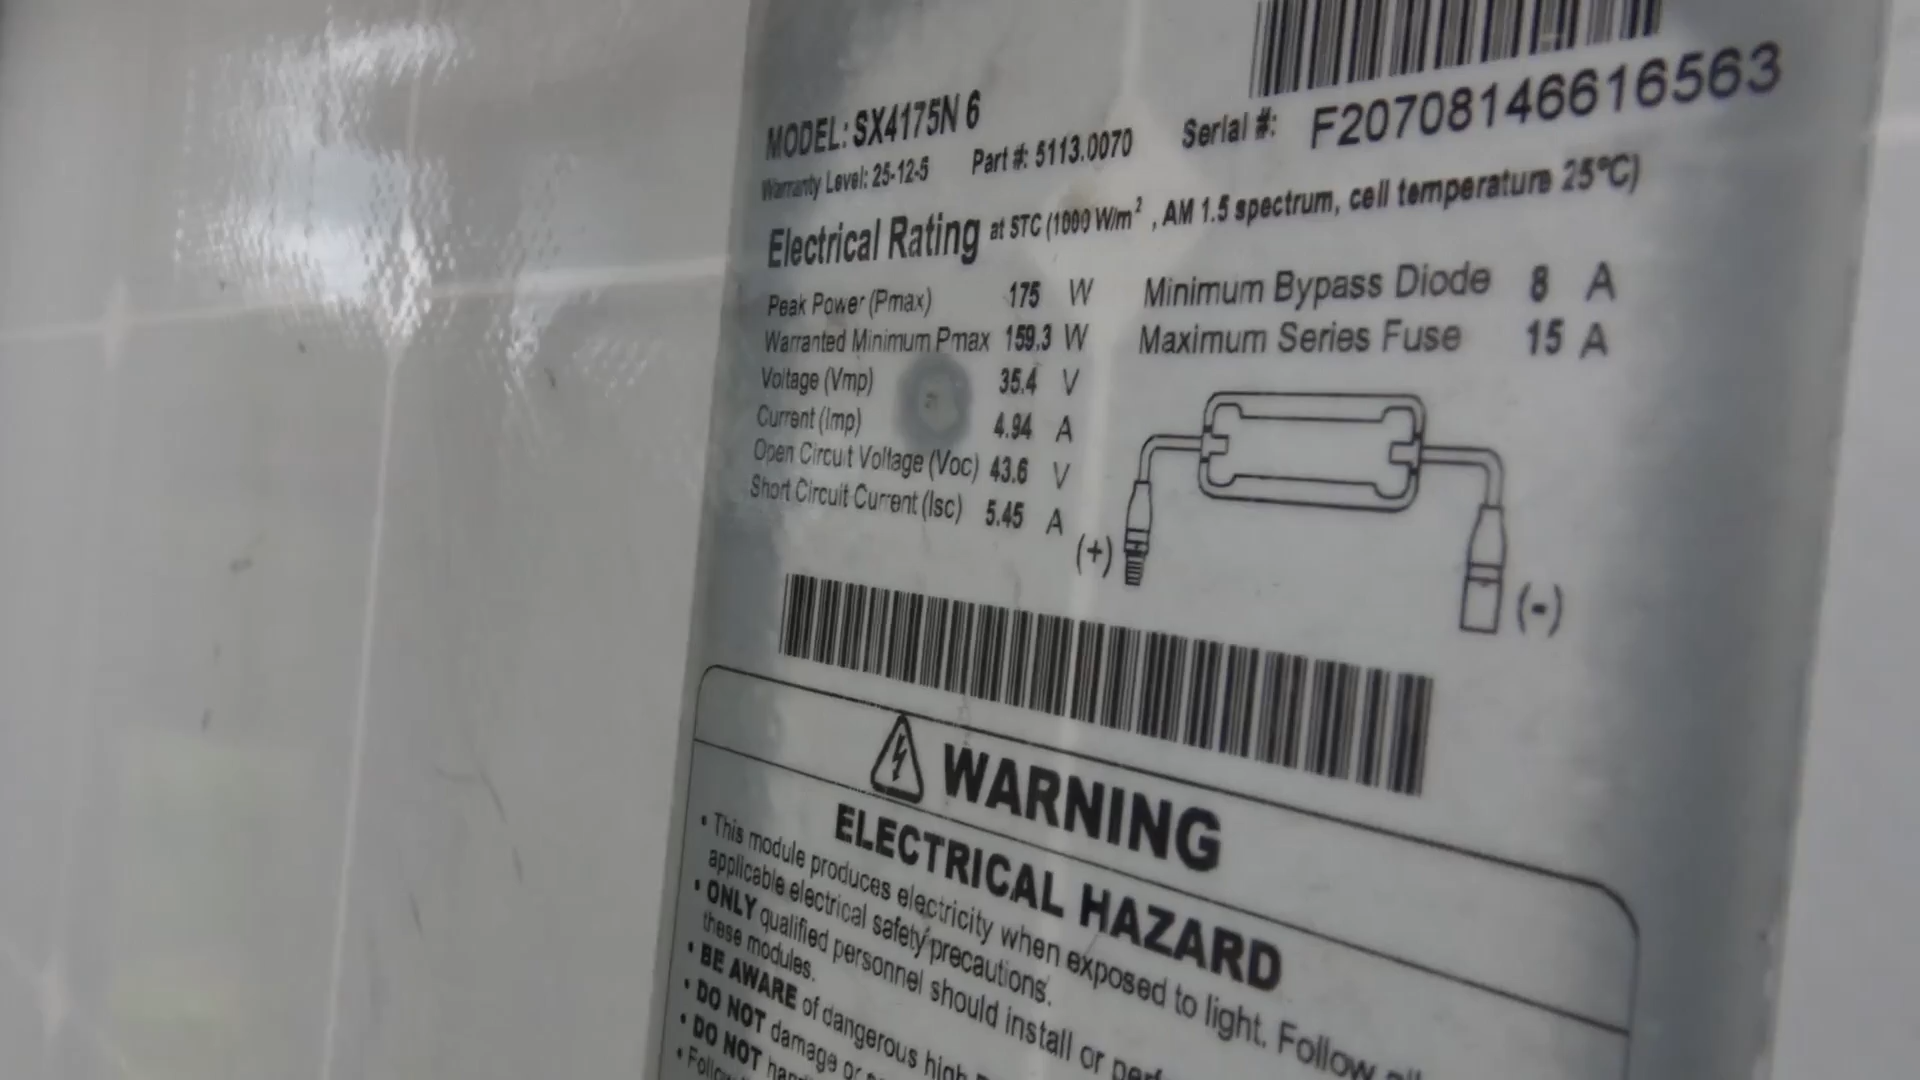 MODEL: SX4175N 6
Warranty Level: 25-12-5 Part #: 5113.0070 Serial #: F20708146616563
Electrical Rating at STC (1000 W/m², AM 1.5 spectrum, cell temperature 25°C)
Peak Power (Pmax) 175 W Minimum Bypass Diode 8 A
Warranted Minimum Pmax 159.3 W Maximum Series Fuse 15 A
Voltage (Vmp) 35.4 V
Current (Imp) 4.94 A
Open Circuit Voltage (Voc) 43.6 V
Short Circuit Current (Isc) 5.45 A
(+) (-)
WARNING
ELECTRICAL HAZARD
• This module produces electricity when exposed to light. Follow all
applicable electrical safety precautions.
• ONLY qualified personnel should install or
these modules.
• BE AWARE of dangerous high
• DO NOT damage or
• DO NOT